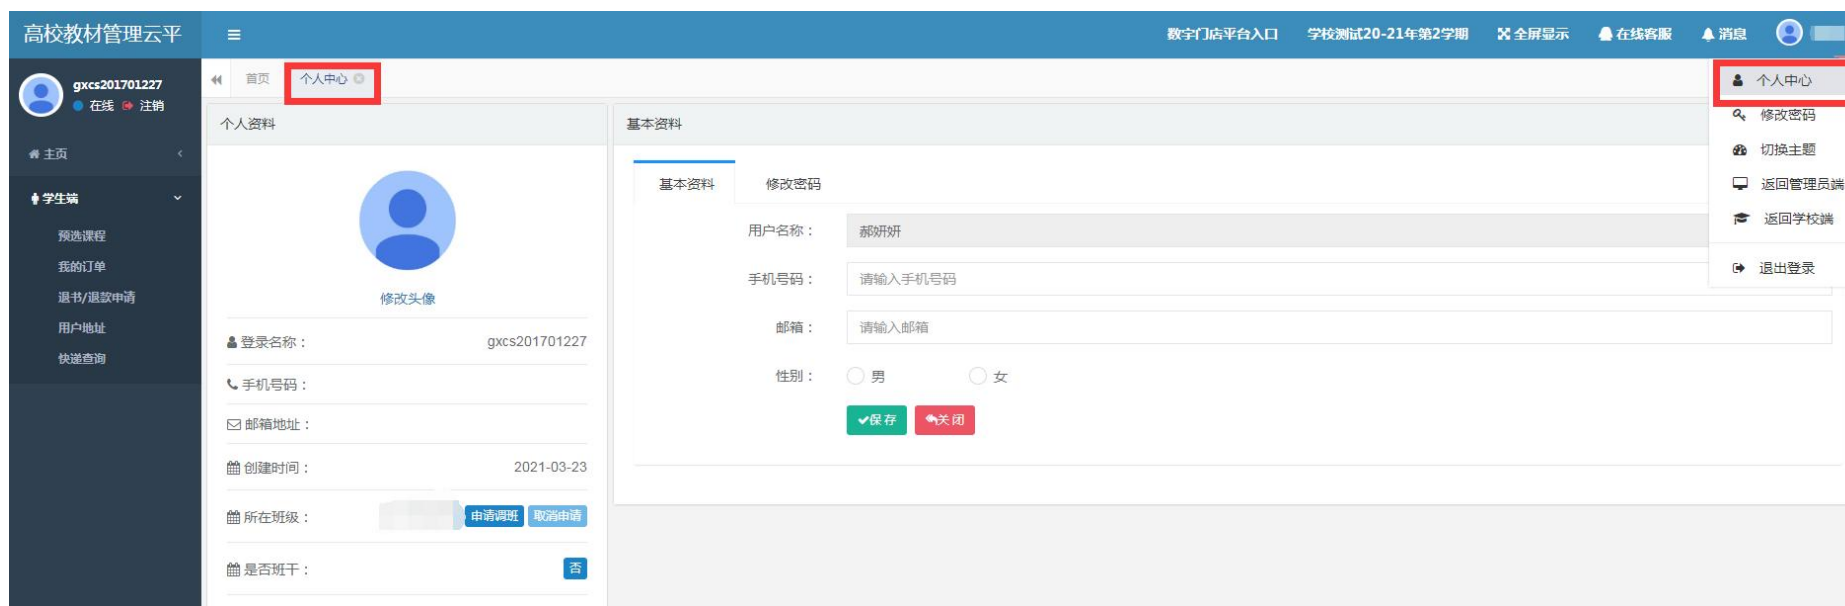 高校教材管理云平
数字门店平台入口 学校测试20-21年第2学期 全屏显示 在线客服 消息
gxcs201701227
在线 注销
首页 个人中心
个人中心
修改密码
切换主题
返回管理员端
返回学校端
退出登录
主页
学生端
预选课程
我的订单
退书/退款申请
用户地址
快递查询
个人资料
修改头像
登录名称： gxcs201701227
手机号码：
邮箱地址：
创建时间： 2021-03-23
所在班级： 申请调班 取消申请
是否班干： 否
基本资料
基本资料 修改密码
用户名称： 郝妍妍
手机号码： 请输入手机号码
邮箱： 请输入邮箱
性别： 男 女
保存 关闭